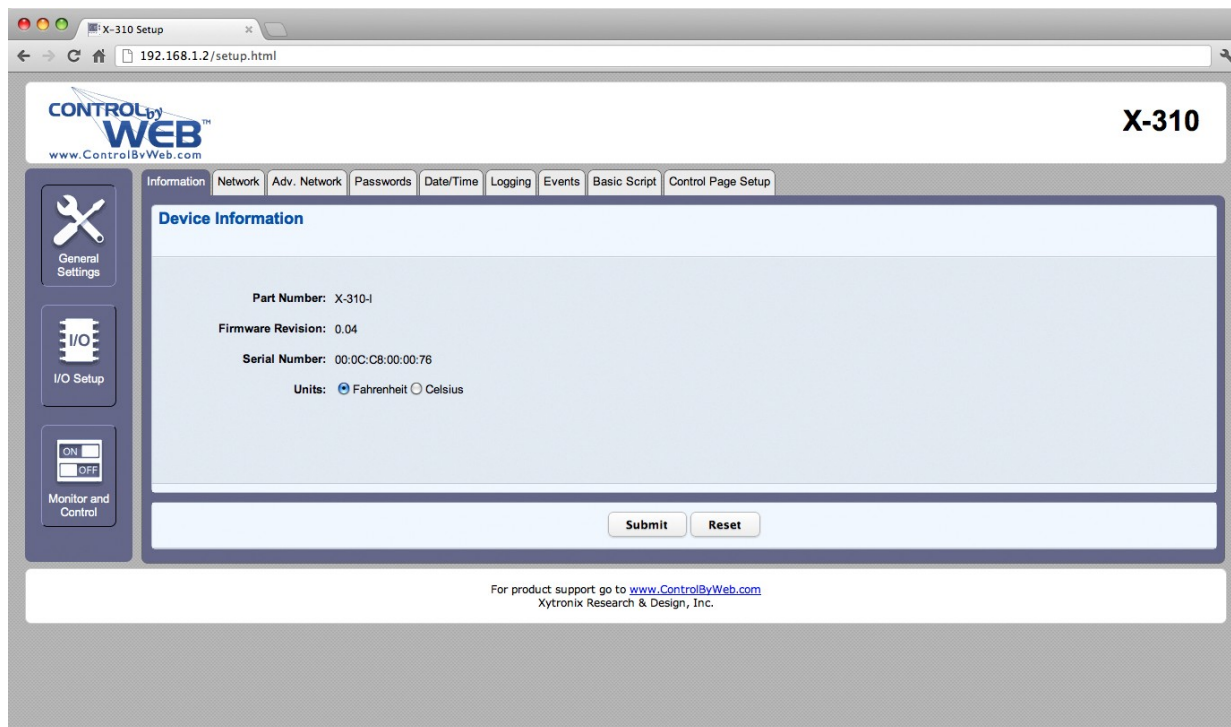 X-310 Setup
192.168.1.2/setup.html
CONTROLby
WEB™
www.ControlByWeb.com
X-310
Information Network Adv. Network Passwords Date/Time Logging Events Basic Script Control Page Setup
General
Settings
I/O
I/O Setup
ON
OFF
Monitor and
Control
Device Information
Part Number: X-310-I
Firmware Revision: 0.04
Serial Number: 00:0C:C8:00:00:76
Units: Fahrenheit Celsius
Submit Reset
For product support go to www.ControlByWeb.com
Xytronix Research & Design, Inc.